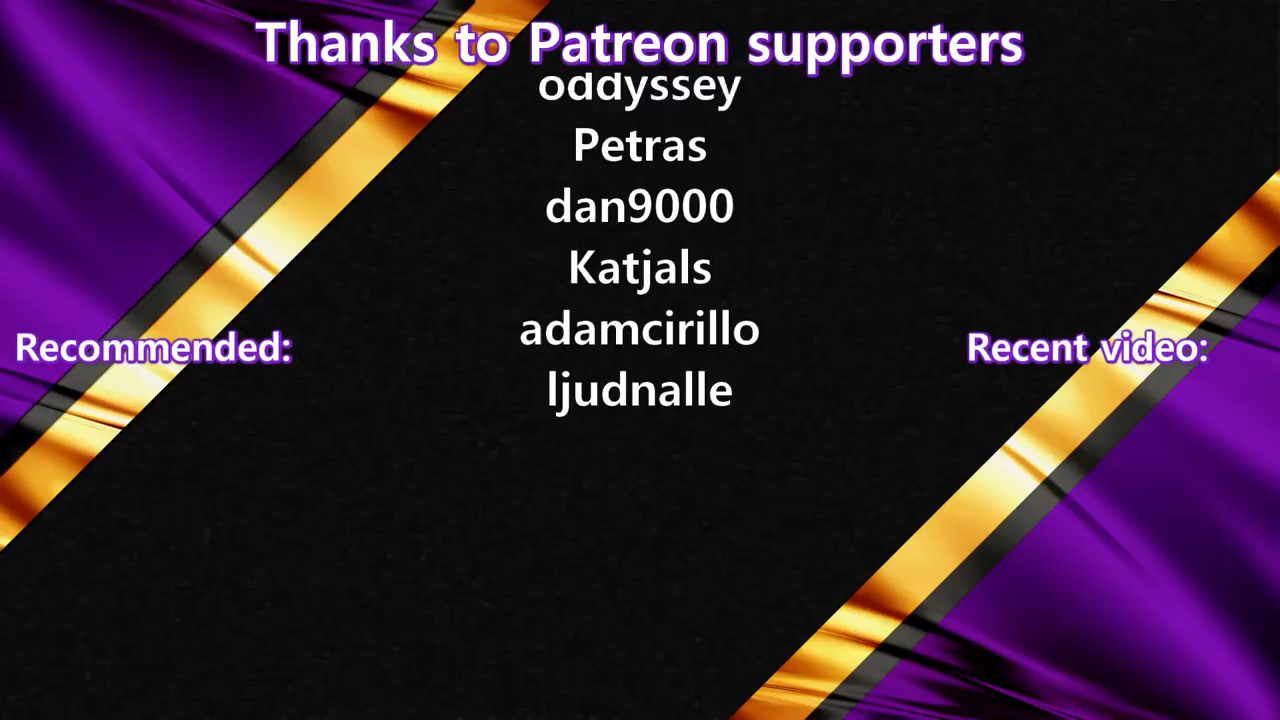 Thanks to Patreon supporters
oddyssey
Petras
dan9000
Katjals
adamcirillo
ljudnalle
Recommended:
Recent video: